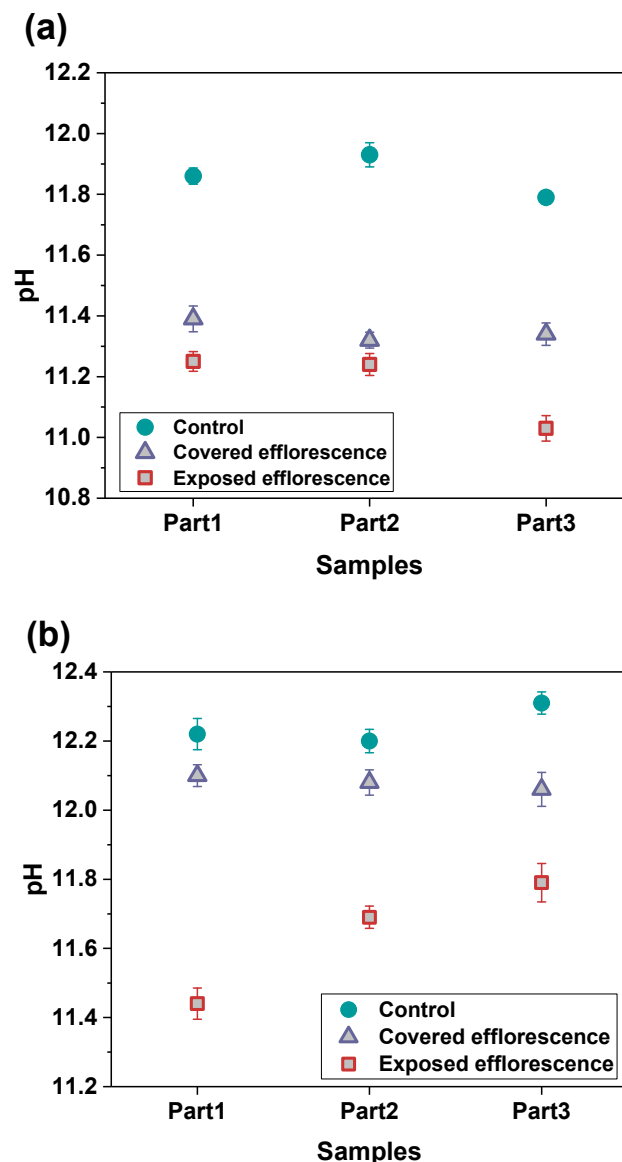 (a)
12.2
12.0
11.8
11.6
11.4
11.2
11.0
10.8
pH
Control
Covered efflorescence
Exposed efflorescence
Part1 Part2 Part3
Samples
(b)
12.4
12.2
12.0
11.8
11.6
11.4
11.2
pH
Control
Covered efflorescence
Exposed efflorescence
Part1 Part2 Part3
Samples